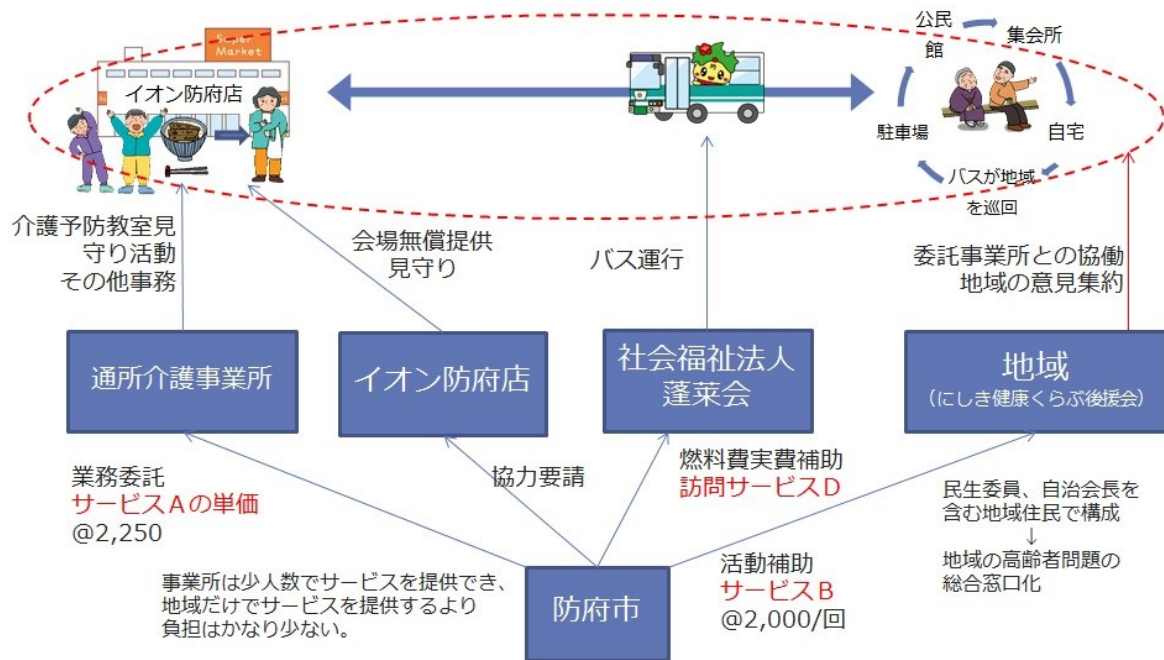 Super
Market
イオン防府店
公民
館
集会所
駐車場
自宅
バスが地域
を巡回
介護予防教室見
守り活動
その他事務
会場無償提供
見守り
バス運行
委託事業所との協働
地域の意見集約
通所介護事業所
イオン防府店
社会福祉法人
蓬莱会
地域
（にしき健康くらぶ後援会）
業務委託
サービスAの単価
@2,250
協力要請
燃料費実費補助
訪問サービスD
民生委員、自治会長を
含む地域住民で構成
↓
地域の高齢者問題の
総合窓口化
事業所は少人数でサービスを提供でき、
地域だけでサービスを提供するより
負担はかなり少ない。
防府市
活動補助
サービスB
@2,000/回